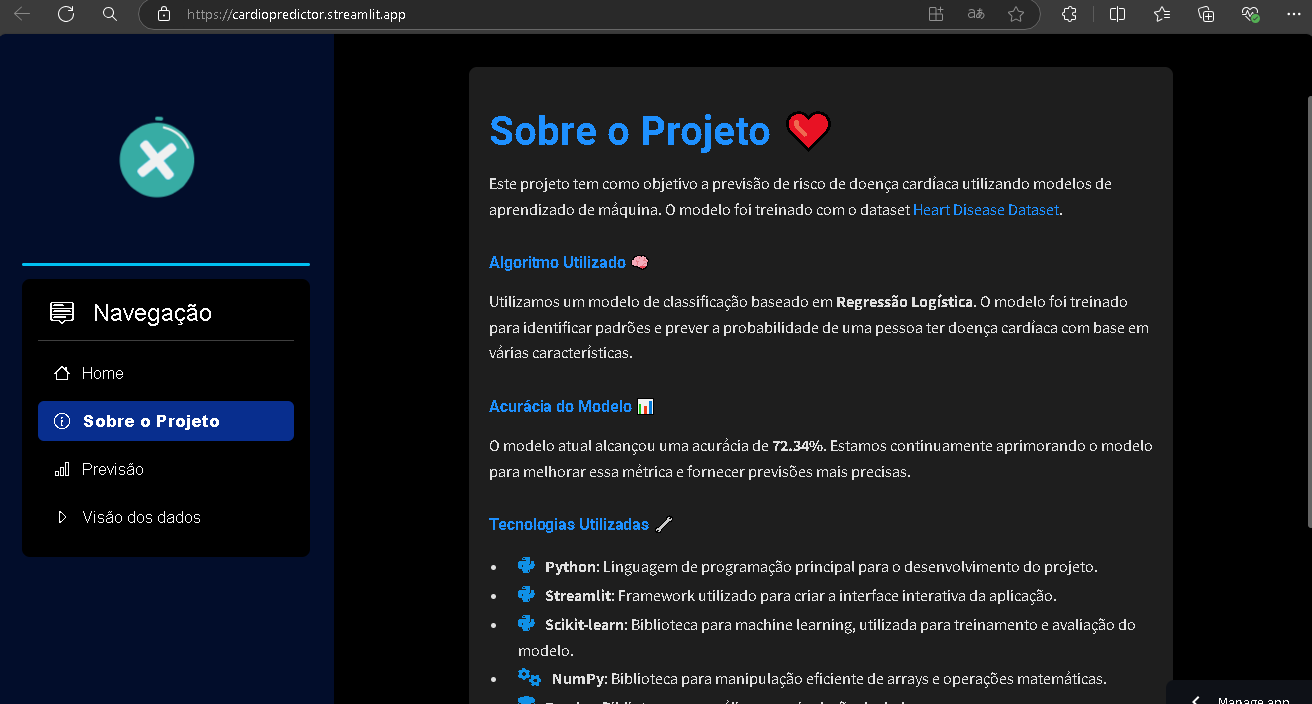 https://cardiopredictor.streamlit.app
Navegação
Home
Sobre o Projeto
Previsão
Visão dos dados
Sobre o Projeto
Este projeto tem como objetivo a previsão de risco de doença cardíaca utilizando modelos de
aprendizado de máquina. O modelo foi treinado com o dataset Heart Disease Dataset.
Algoritmo Utilizado
Utilizamos um modelo de classificação baseado em Regressão Logística. O modelo foi treinado
para identificar padrões e prever a probabilidade de uma pessoa ter doença cardíaca com base em
várias características.
Acurácia do Modelo
O modelo atual alcançou uma acurácia de 72.34%. Estamos continuamente aprimorando o modelo
para melhorar essa métrica e fornecer previsões mais precisas.
Tecnologias Utilizadas
Python: Linguagem de programação principal para o desenvolvimento do projeto.
Streamlit: Framework utilizado para criar a interface interativa da aplicação.
Scikit-learn: Biblioteca para machine learning, utilizada para treinamento e avaliação do
modelo.
NumPy: Biblioteca para manipulação eficiente de arrays e operações matemáticas.
Manage app